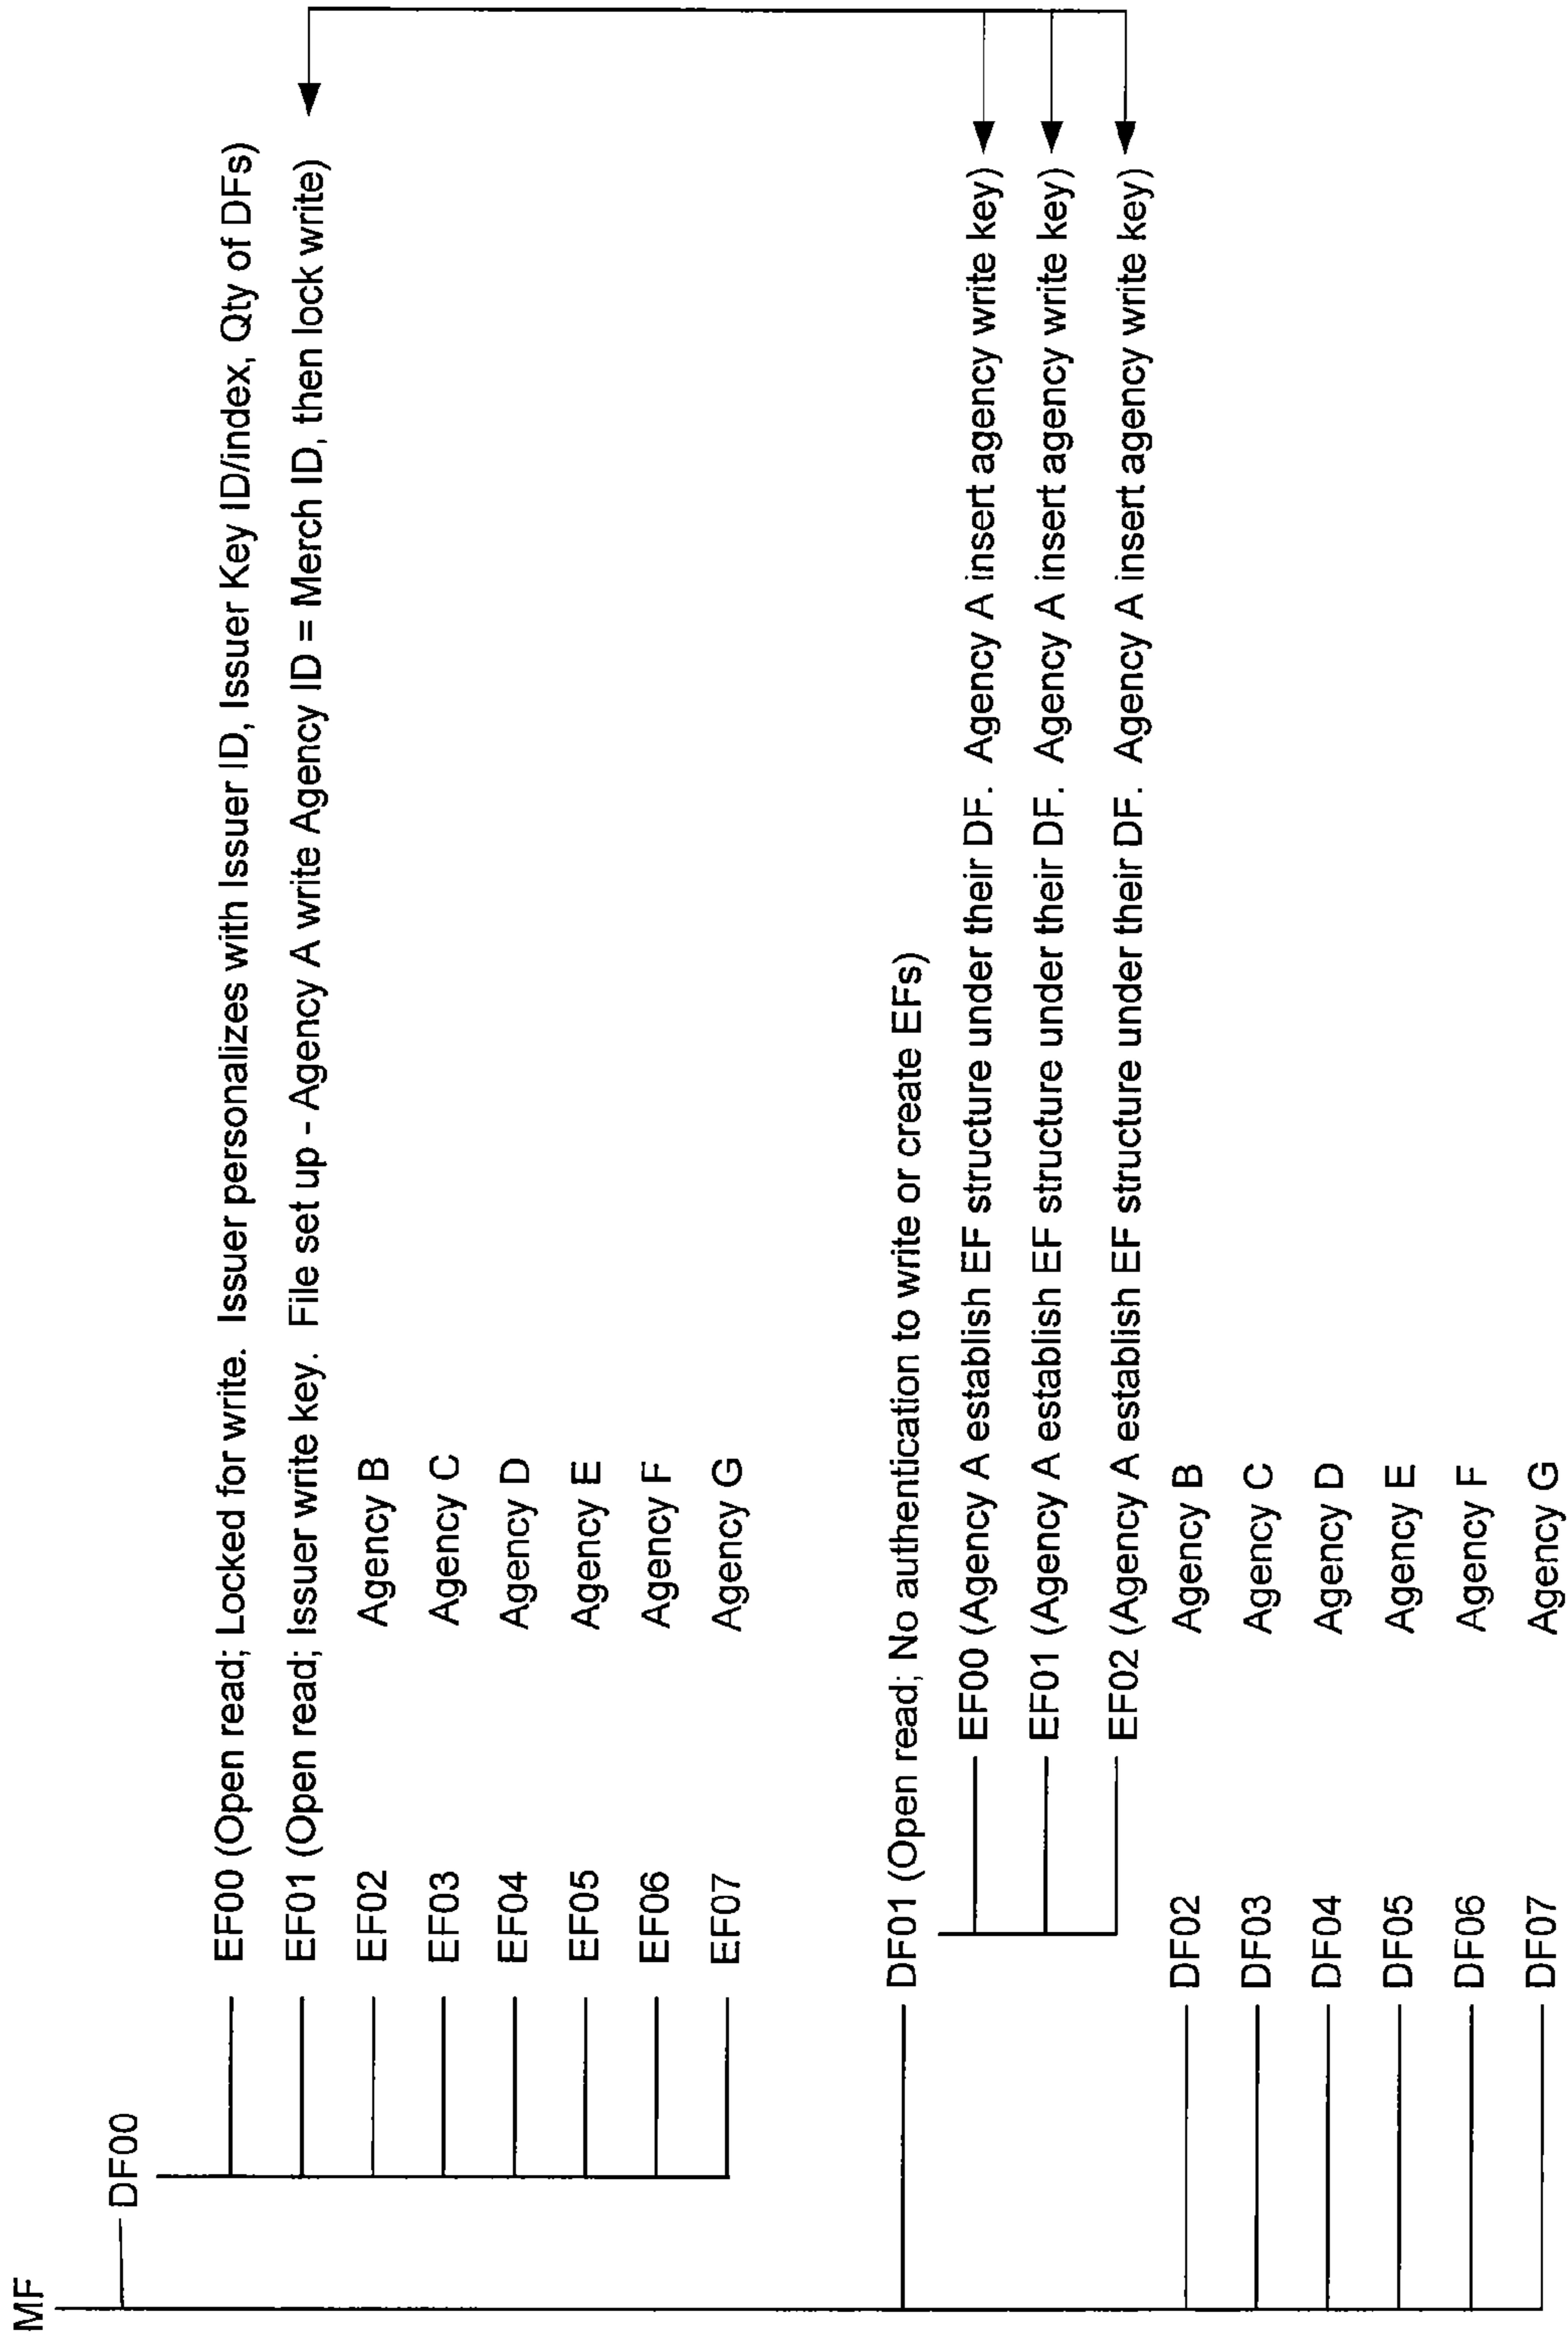 MF
DF00
EF00 (Open read; Locked for write. Issuer personalizes with Issuer ID, Issuer Key ID/index, Qty of DFs)
EF01 (Open read; Issuer write key. File set up - Agency A write Agency ID = Merch ID, then lock write)
EF02 Agency B
EF03 Agency C
EF04 Agency D
EF05 Agency E
EF06 Agency F
EF07 Agency G
DF01 (Open read; No authentication to write or create EFs)
EF00 (Agency A establish EF structure under their DF. Agency A insert agency write key)
EF01 (Agency A establish EF structure under their DF. Agency A insert agency write key)
EF02 (Agency A establish EF structure under their DF. Agency A insert agency write key)
DF02 Agency B
DF03 Agency C
DF04 Agency D
DF05 Agency E
DF06 Agency F
DF07 Agency G